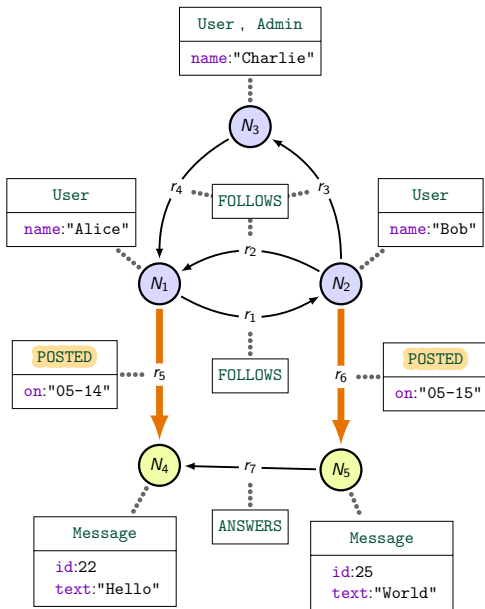 User , Admin
name:"Charlie"
N3
r4
FOLLOWS
r3
User
name:"Alice"
User
name:"Bob"
r2
N1
N2
r1
POSTED
on:"05-14"
r5
FOLLOWS
r6
POSTED
on:"05-15"
N4
r7
N5
ANSWERS
Message
id:22
text:"Hello"
Message
id:25
text:"World"